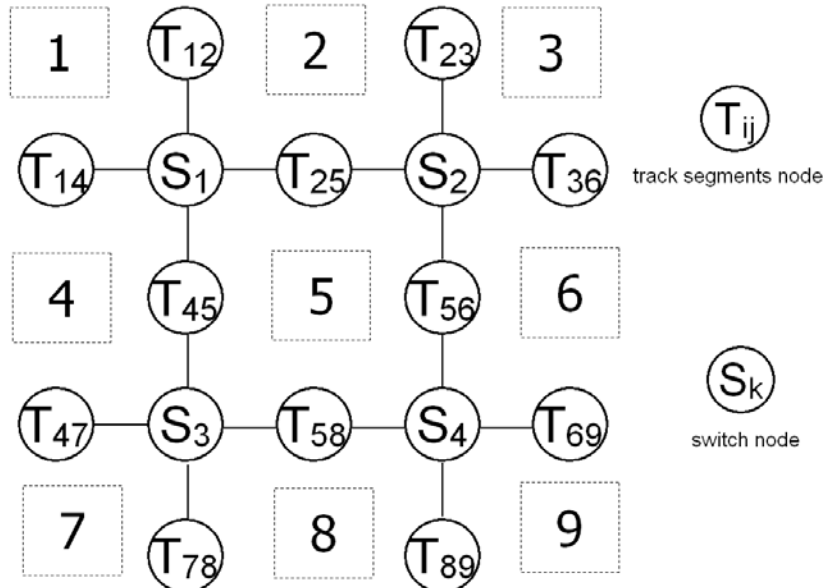 1 T12 2 T23 3
T14 S1 T25 S2 T36
Tij
track segments node
4 T45 5 T56 6
Sk
T47 S3 T58 S4 T69
switch node
7 T78 8 T89 9